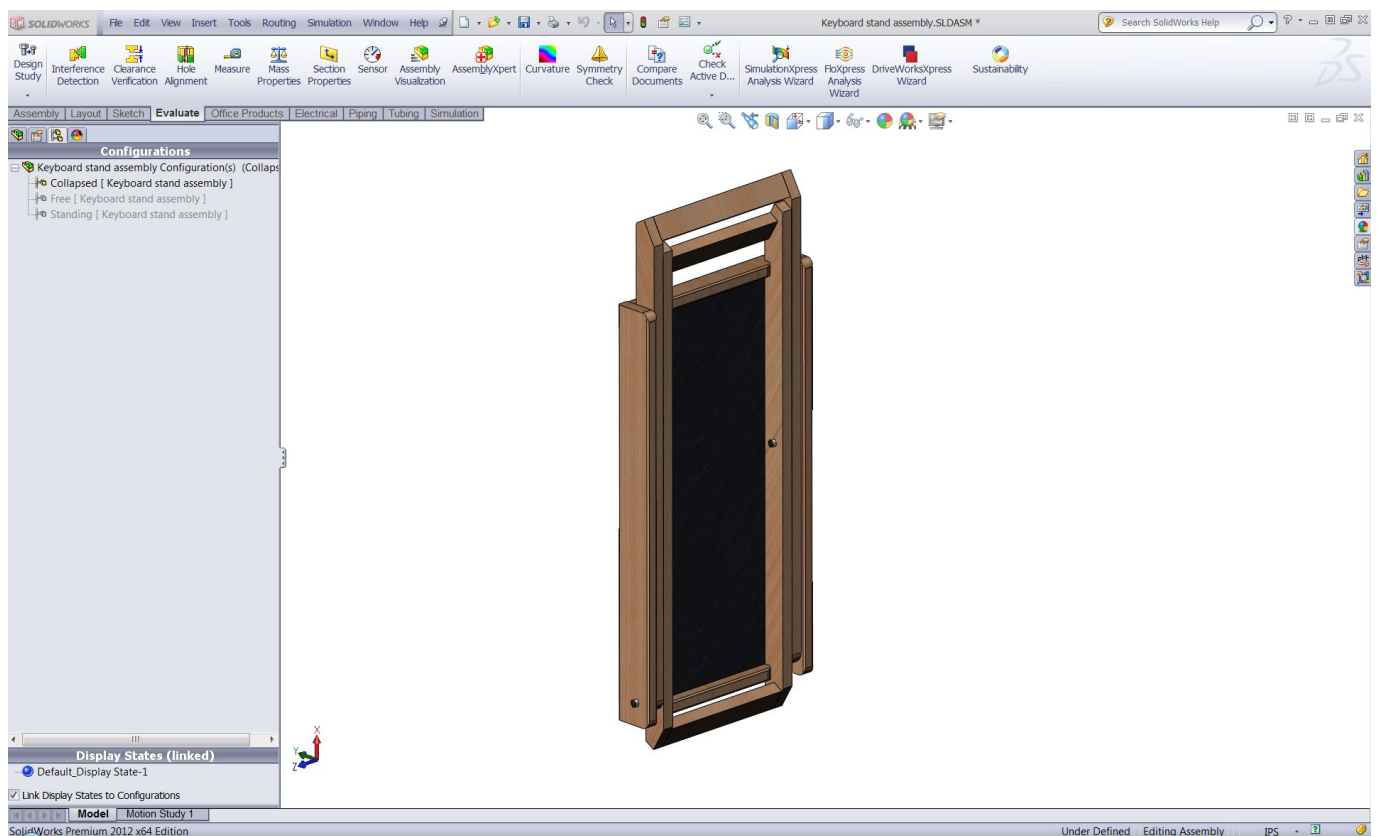 SOLIDWORKS File Edit View Insert Tools Routing Simulation Window Help Keyboard stand assembly.SLDASM * Search SolidWorks Help
Design Study
Interference Detection
Clearance Verification
Hole Alignment
Measure
Mass Properties
Section Properties
Sensor
Assembly Visualization
AssemblyXpert
Curvature
Symmetry Check
Compare Documents
Check Active D...
SimulationXpress Analysis Wizard
FloXpress Analysis Wizard
DriveWorksXpress Wizard
Sustainability
Assembly Layout Sketch Evaluate Office Products Electrical Piping Tubing Simulation
Configurations
Keyboard stand assembly Configuration(s) (Collaps
Collapsed [ Keyboard stand assembly ]
Free [ Keyboard stand assembly ]
Standing [ Keyboard stand assembly ]
X
Y
Z
Display States (linked)
Default_Display State-1
Link Display States to Configurations
Model Motion Study 1
SolidWorks Premium 2012 x64 Edition Under Defined Editing Assembly IPS